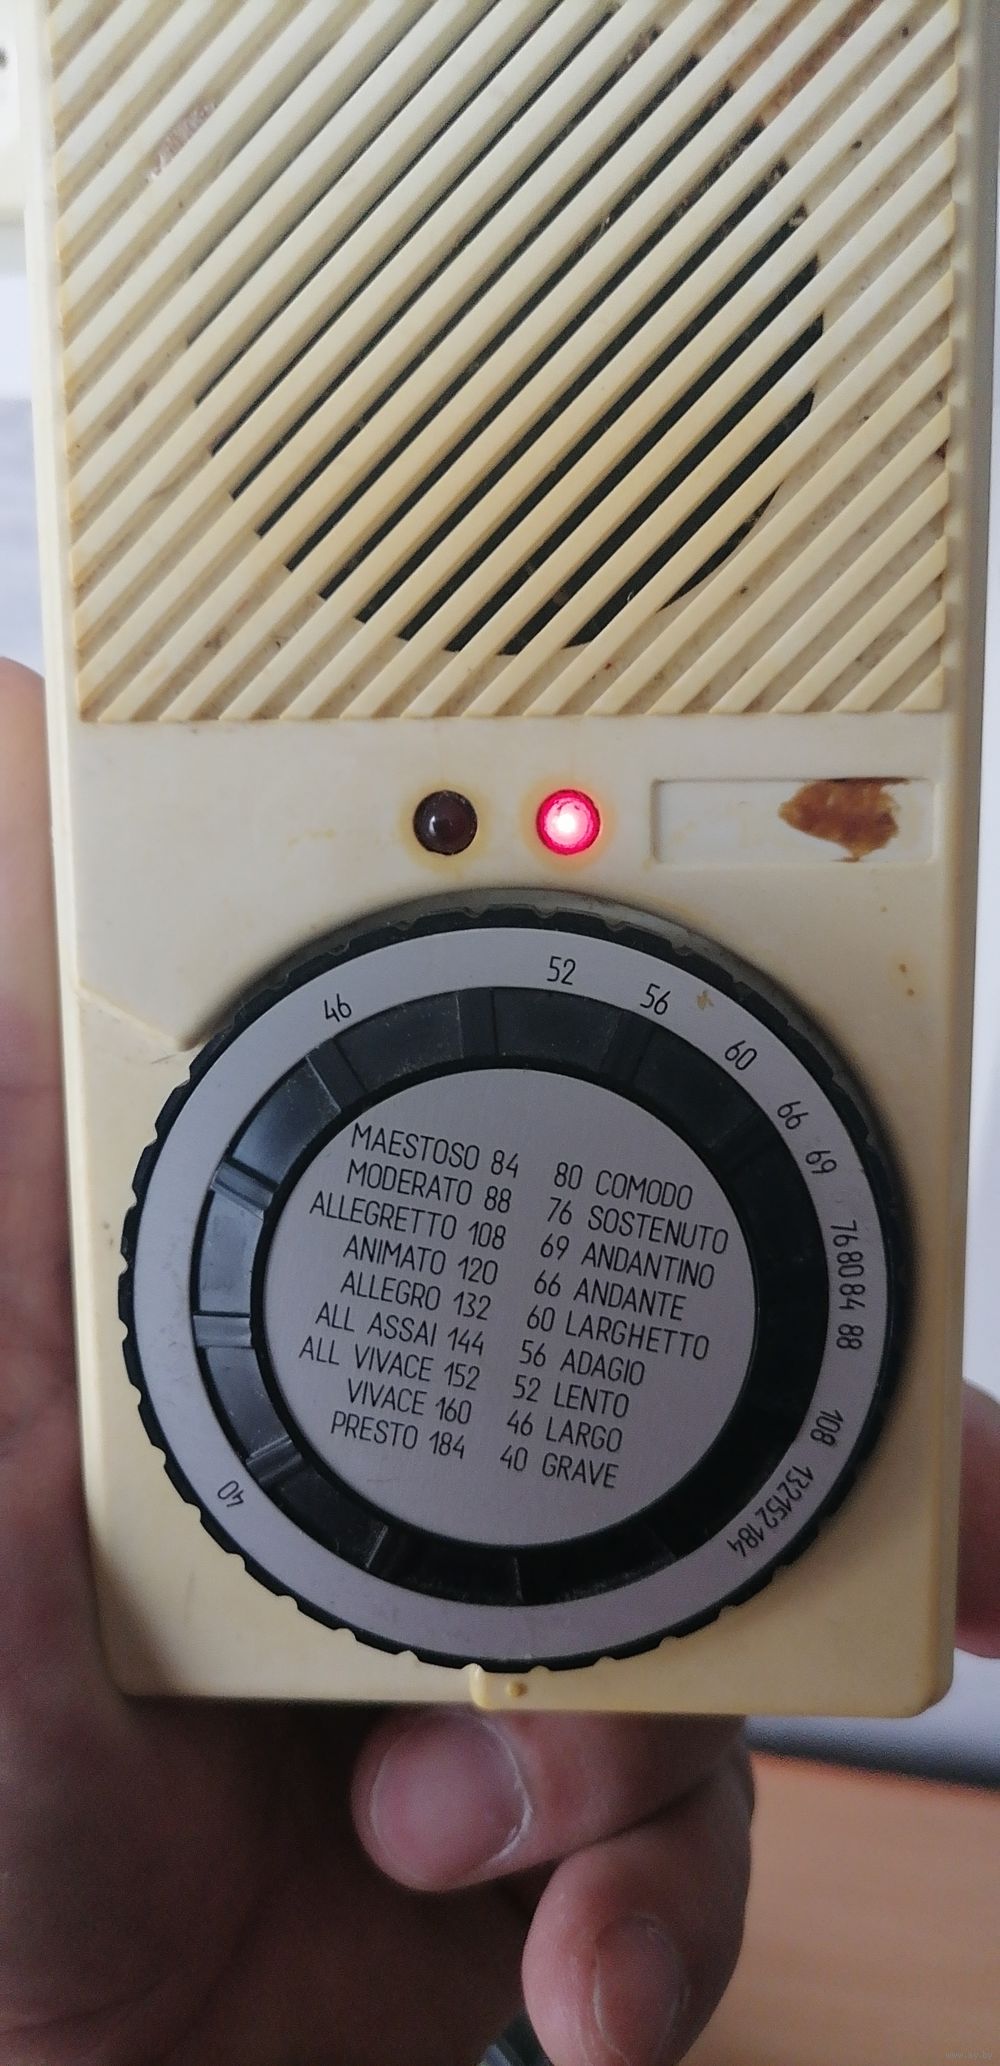 46
52
56
60
66
69
76 80 84 88
108
132 152 184
40
MAESTOSO 84
MODERATO 88
ALLEGRETTO 108
ANIMATO 120
ALLEGRO 132
ALL ASSAI 144
ALL VIVACE 152
VIVACE 160
PRESTO 184
80 COMODO
76 SOSTENUTO
69 ANDANTINO
66 ANDANTE
60 LARGHETTO
56 ADAGIO
52 LENTO
46 LARGO
40 GRAVE